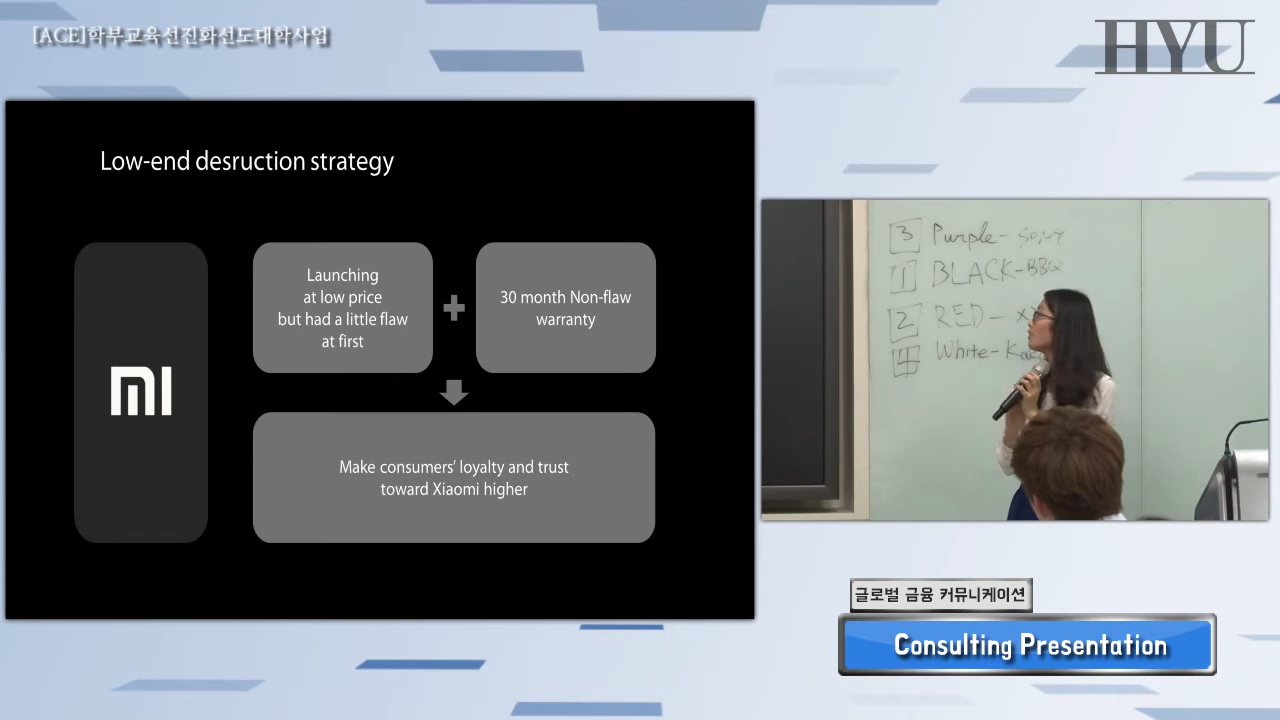 [ACE]학부교육선진화선도대학사업
HYU
Low-end desruction strategy
Launching
at low price
but had a little flaw
at first
30 month Non-flaw
warranty
MI
Make consumers' loyalty and trust
toward Xiaomi higher
3 Purple- SONY
1 BLACK-BBQ
2 RED-
4 White-
글로벌 금융 커뮤니케이션
Consulting Presentation